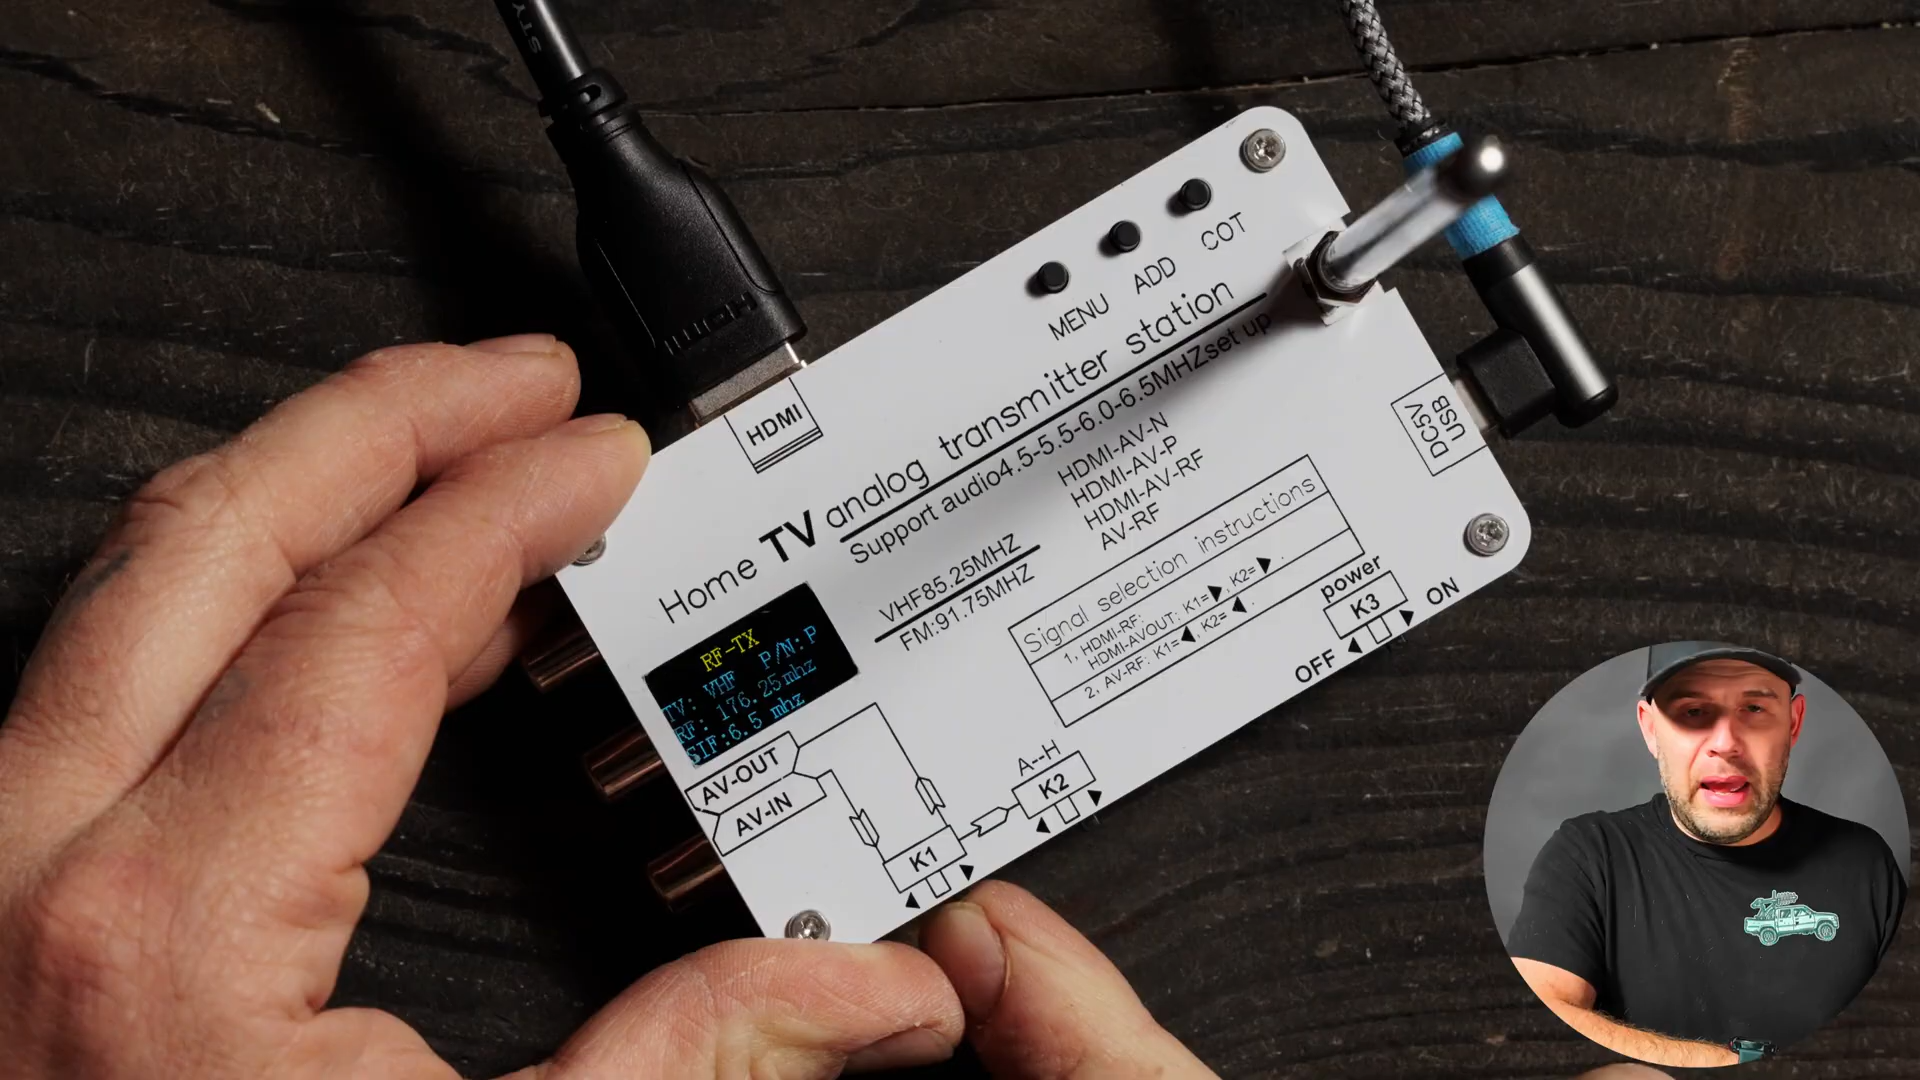 STY
HDMI
HDMI
MENU
ADD
COT
Home TV analog transmitter station
Support audio4.5-5.5-6.0-6.5MHZset up
HDMI-AV-N
HDMI-AV-P
HDMI-AV-RF
AV-RF
VHF85.25MHZ
FM:91.75MHZ
DC5V
USB
Signal selection instructions
1, HDMI-RF:
HDMI-AVOUT: K1=▶, K2=▶.
2, AV-RF: K1=◀, K2=◀.
power
K3
OFF ◀ ▶ ON
RF-TX
TV: VHF P/N: P
RF: 176.25mhz
SIF:6.5 mhz
AV-OUT
AV-IN
A--H
K2
◀ ▶
K1
◀ ▶